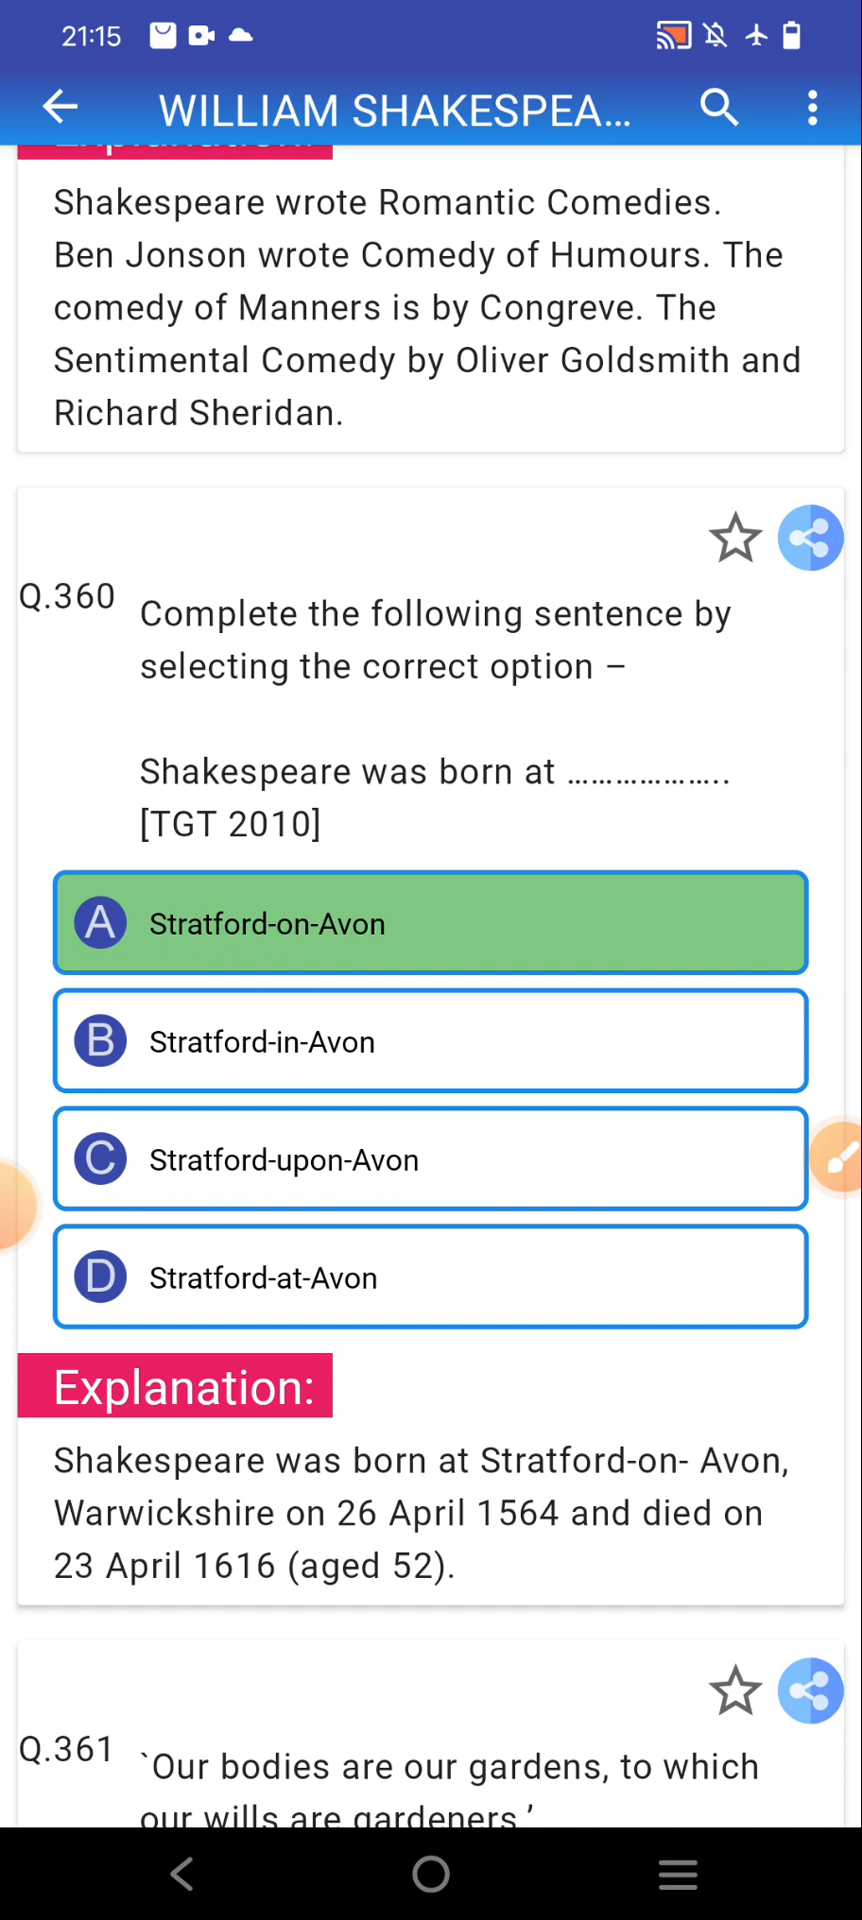 21:15
WILLIAM SHAKESPEA...
Explanation:
Shakespeare wrote Romantic Comedies.
Ben Jonson wrote Comedy of Humours. The
comedy of Manners is by Congreve. The
Sentimental Comedy by Oliver Goldsmith and
Richard Sheridan.
Q.360
Complete the following sentence by
selecting the correct option –
Shakespeare was born at ………………..
[TGT 2010]
A Stratford-on-Avon
B Stratford-in-Avon
C Stratford-upon-Avon
D Stratford-at-Avon
Explanation:
Shakespeare was born at Stratford-on- Avon,
Warwickshire on 26 April 1564 and died on
23 April 1616 (aged 52).
Q.361
`Our bodies are our gardens, to which
our wills are gardeners.’